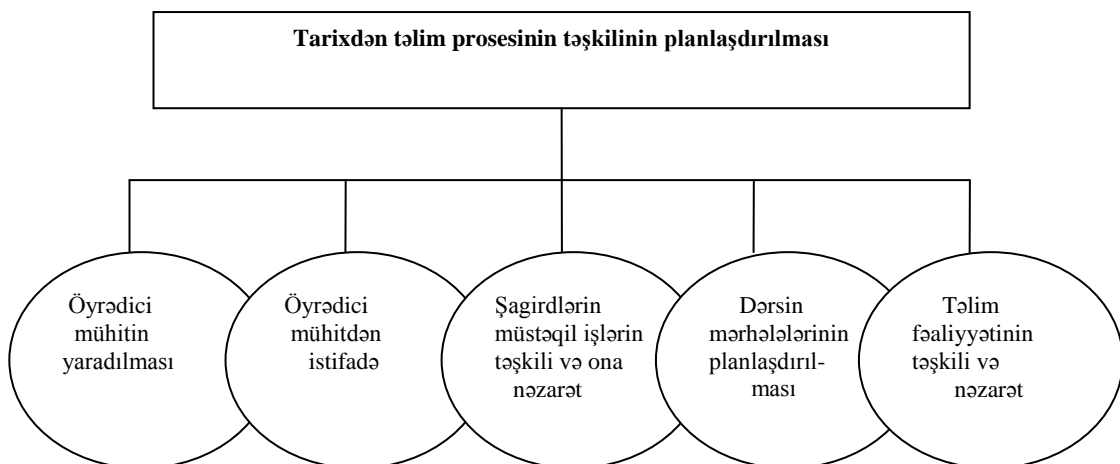 Tarixdən təlim prosesinin təşkilinin planlaşdırılması
Öyrədici
mühitin
yaradılması
Öyrədici
mühitdən
istifadə
Şagirdlərin
müstəqil işlərin
təşkili və ona
nəzarət
Dərsin
mərhələlərinin
planlaşdırıl-
ması
Təlim
fəaliyyətinin
təşkili və
nəzarət